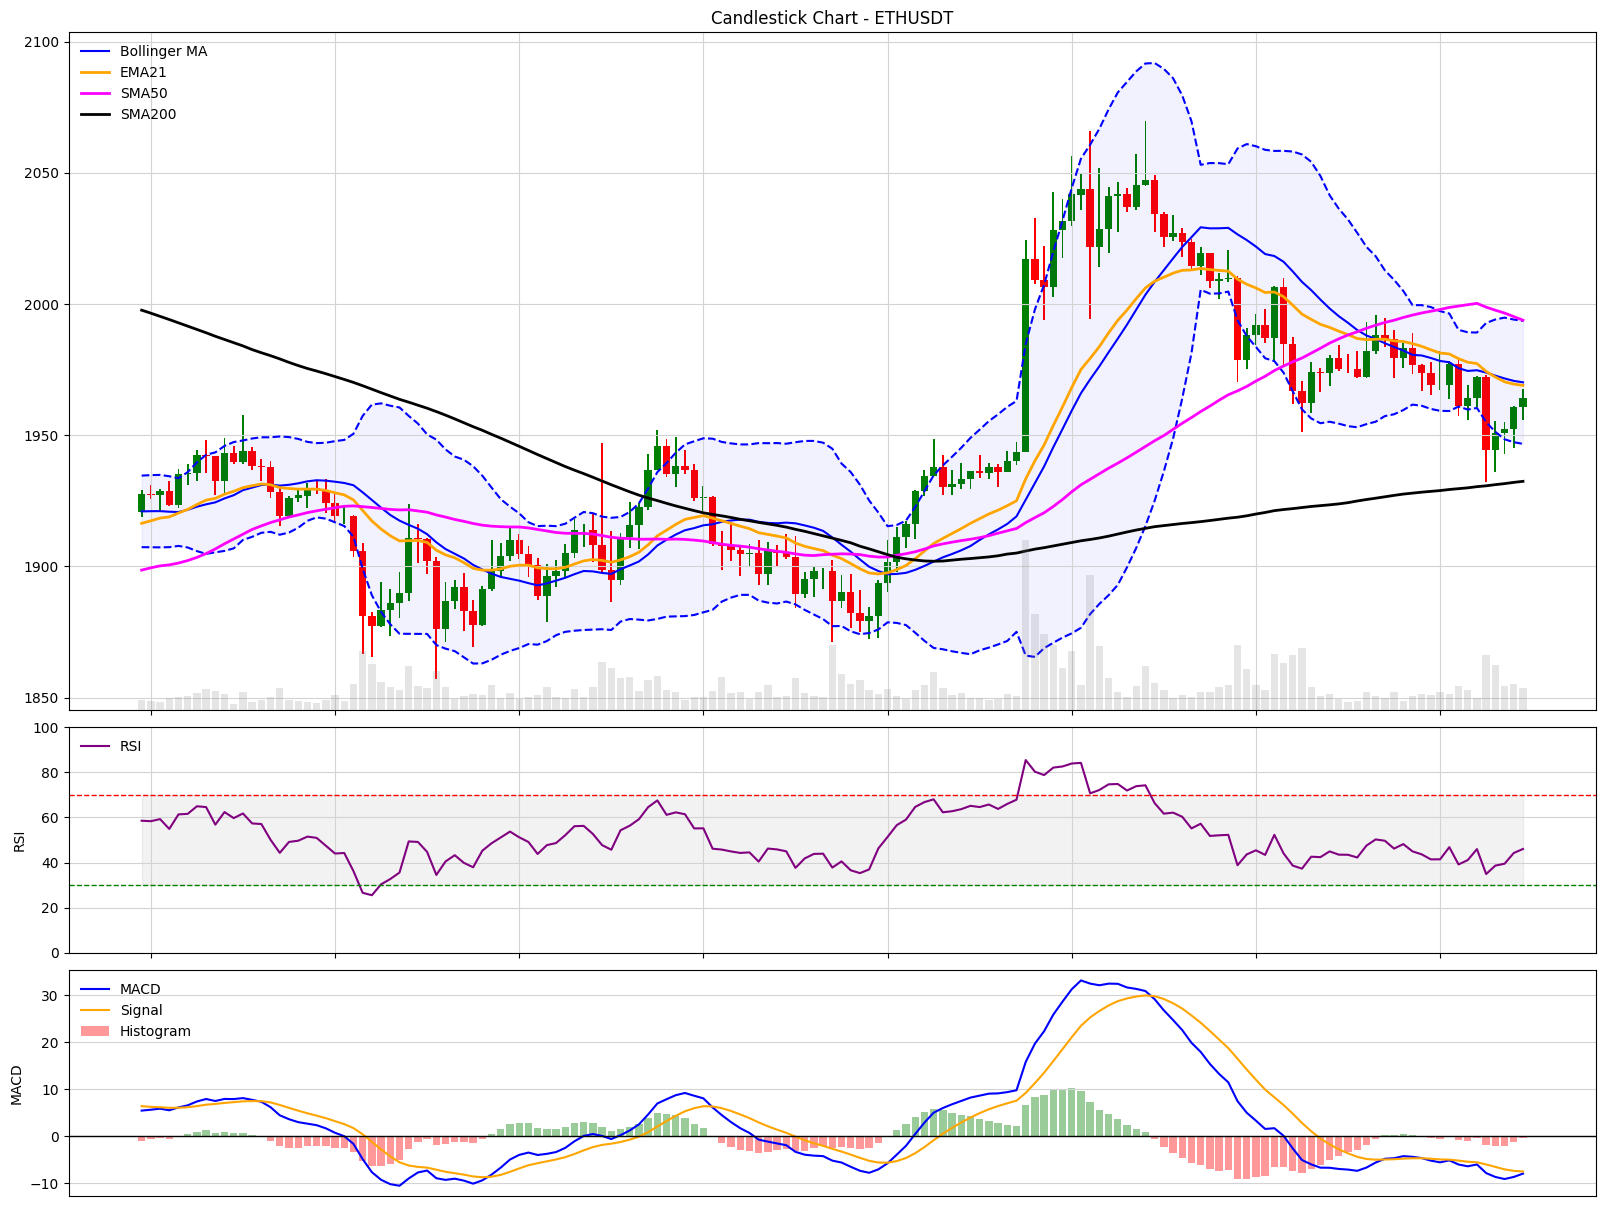 Candlestick Chart - ETHUSDT
Bollinger MA
EMA21
SMA50
SMA200
2100
2050
2000
1950
1900
1850
RSI
100
80
60
40
20
0
RSI
MACD
Signal
Histogram
30
20
10
0
−10
MACD